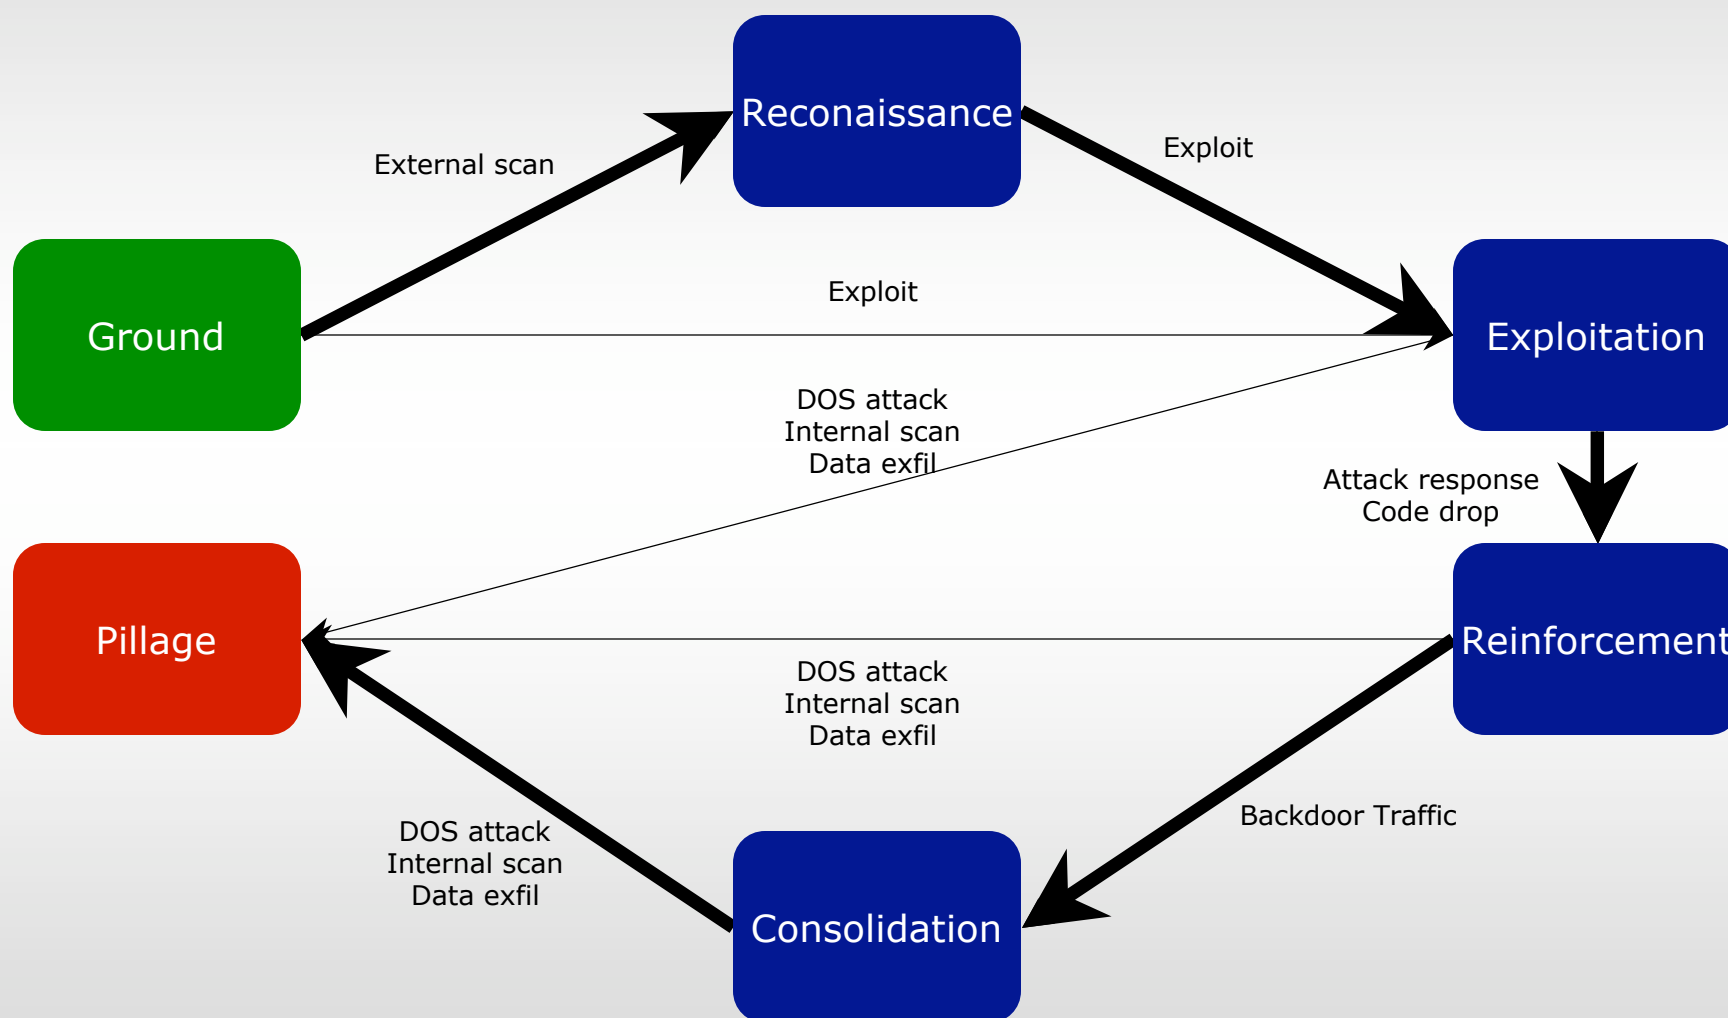 Reconaissance
External scan
Exploit
Ground
Exploit
Exploitation
DOS attack
Internal scan
Data exfil
Attack response
Code drop
Pillage
Reinforcement
DOS attack
Internal scan
Data exfil
Backdoor Traffic
DOS attack
Internal scan
Data exfil
Consolidation